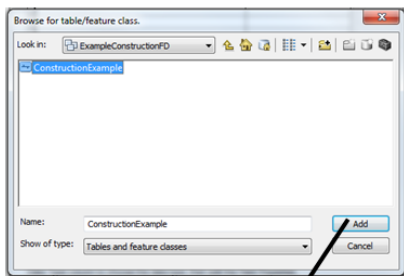 Browse for table/feature class.
Look in: ExampleConstructionFD
ConstructionExample
Name: ConstructionExample Add
Show of type: Tables and feature classes Cancel